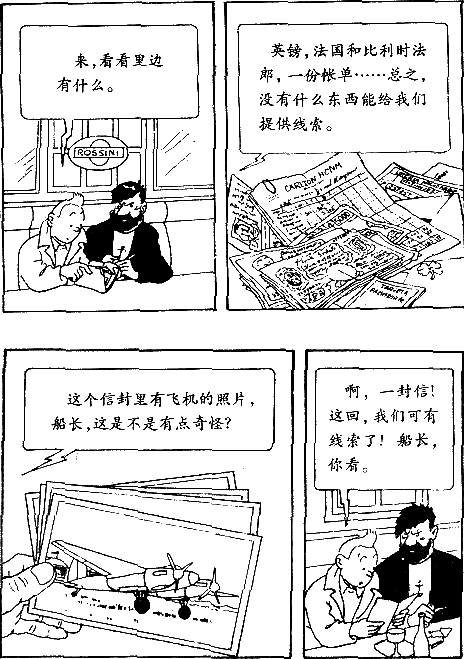 来,看看里边
有什么。
ROSSINI
英镑,法国和比利时法
郎,一份帐单……总之,
没有什么东西能给我们
提供线索。
CARLTON
这个信封里有飞机的照片,
船长,这是不是有点奇怪?
啊,一封信!
这回,我们可有
线索了!船长,
你看。